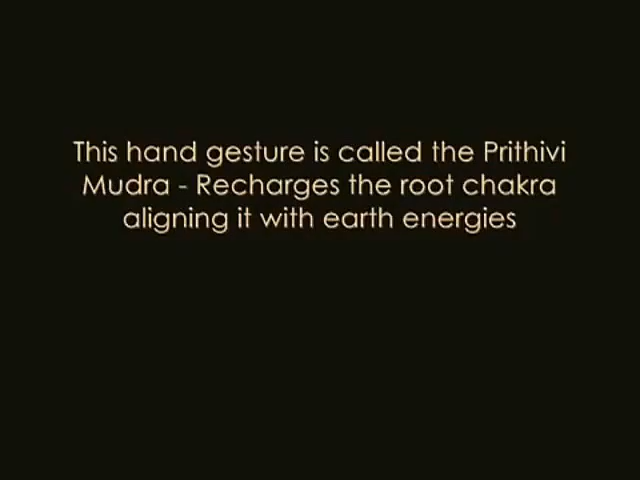 This hand gesture is called the Prithivi
Mudra - Recharges the root chakra
aligning it with earth energies